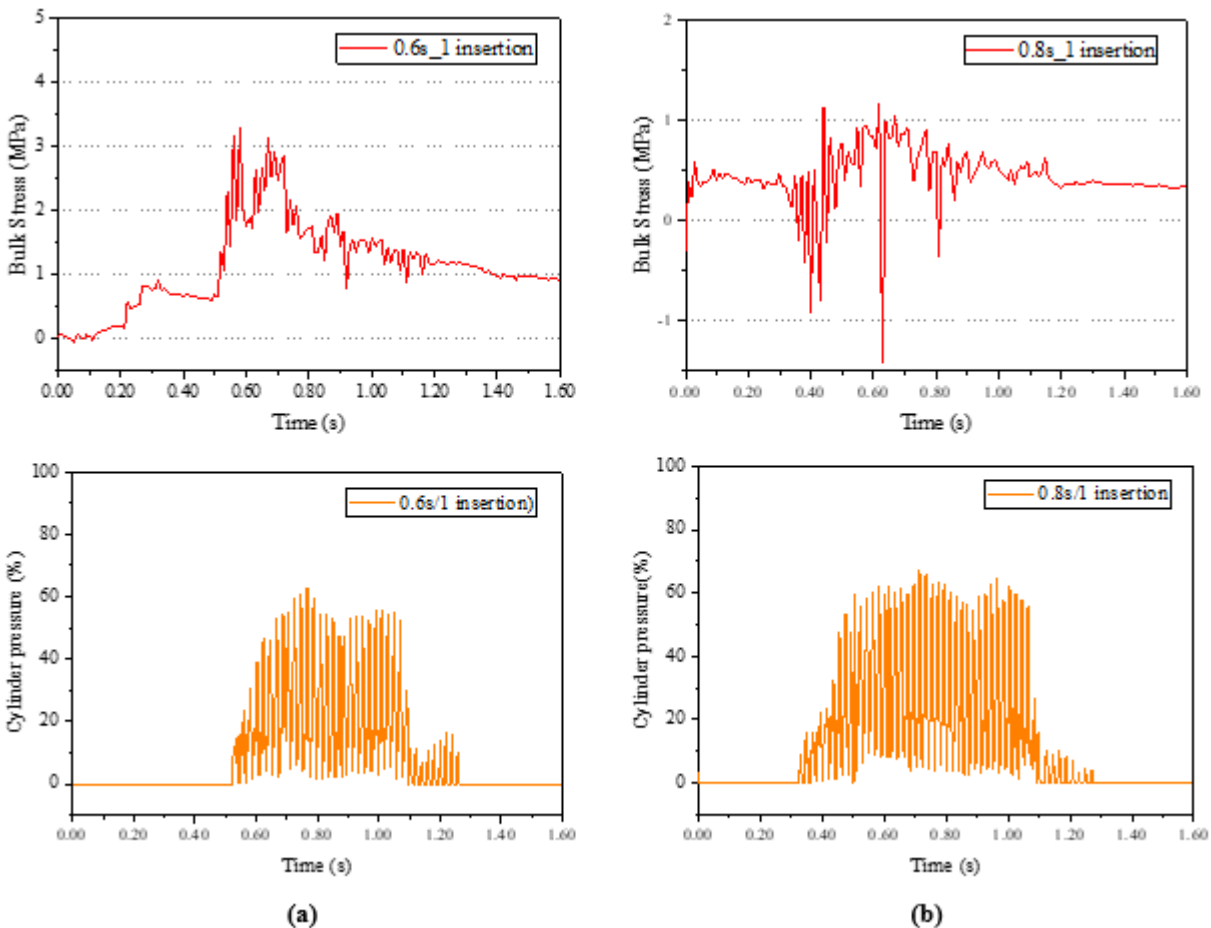 5
4
3
2
1
0
Bulk Stress (MPa)
0.6s_1 insertion
0.00 0.20 0.40 0.60 0.80 1.00 1.20 1.40 1.60
Time (s)
2
1
0
-1
Bulk Stress (MPa)
0.8s_1 insertion
0.00 0.20 0.40 0.60 0.80 1.00 1.20 1.40 1.60
Time (s)
100
80
60
40
20
0
Cylinder pressure (%)
0.6s/1 insertion)
0.00 0.20 0.40 0.60 0.80 1.00 1.20 1.40 1.60
Time (s)
(a)
100
80
60
40
20
0
Cylinder pressure(%)
0.8s/1 insertion
0.00 0.20 0.40 0.60 0.80 1.00 1.20 1.40 1.60
Time (s)
(b)